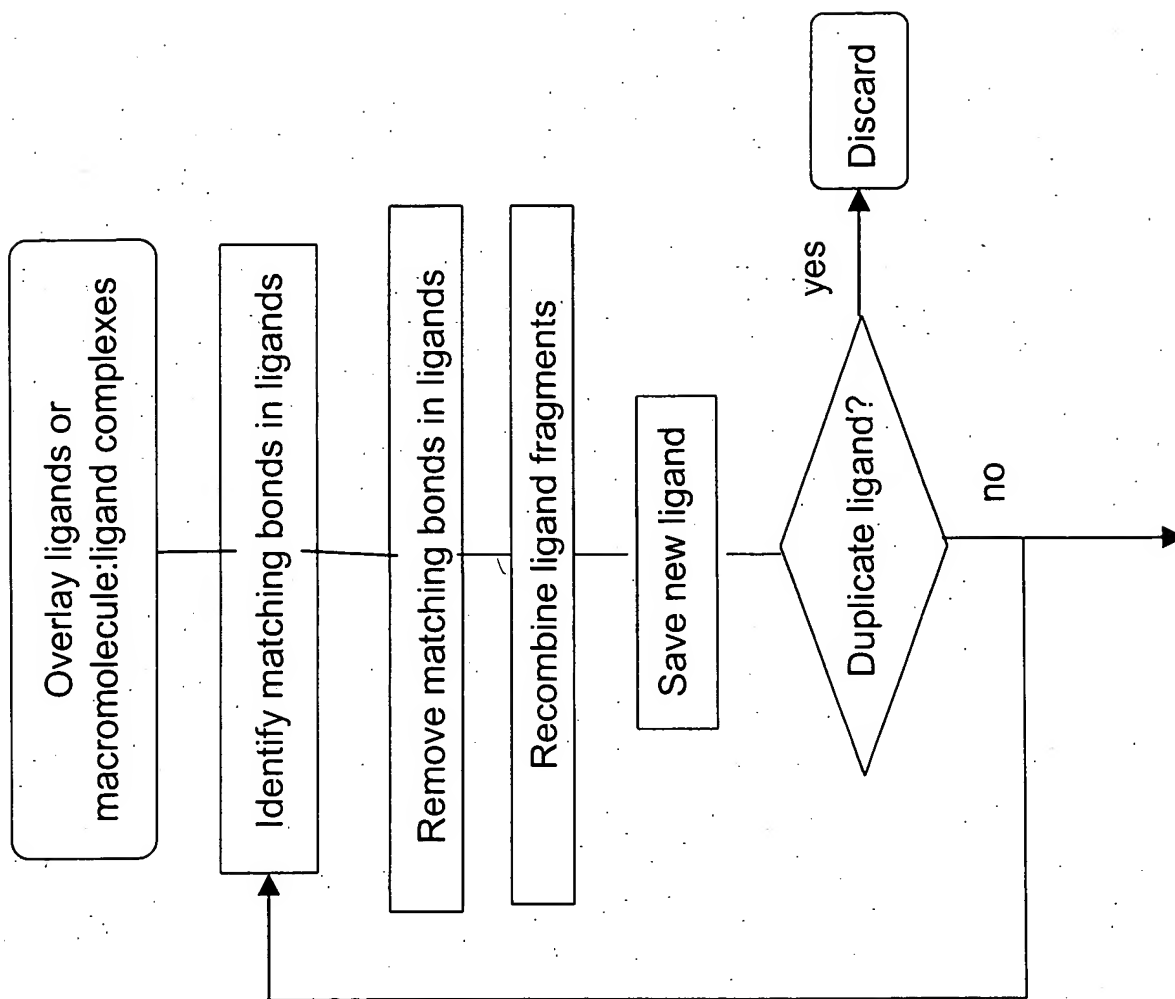 Overlay ligands or
macromolecule:ligand complexes
Identify matching bonds in ligands
Remove matching bonds in ligands
Recombine ligand fragments
Save new ligand
Duplicate ligand?
yes
Discard
no